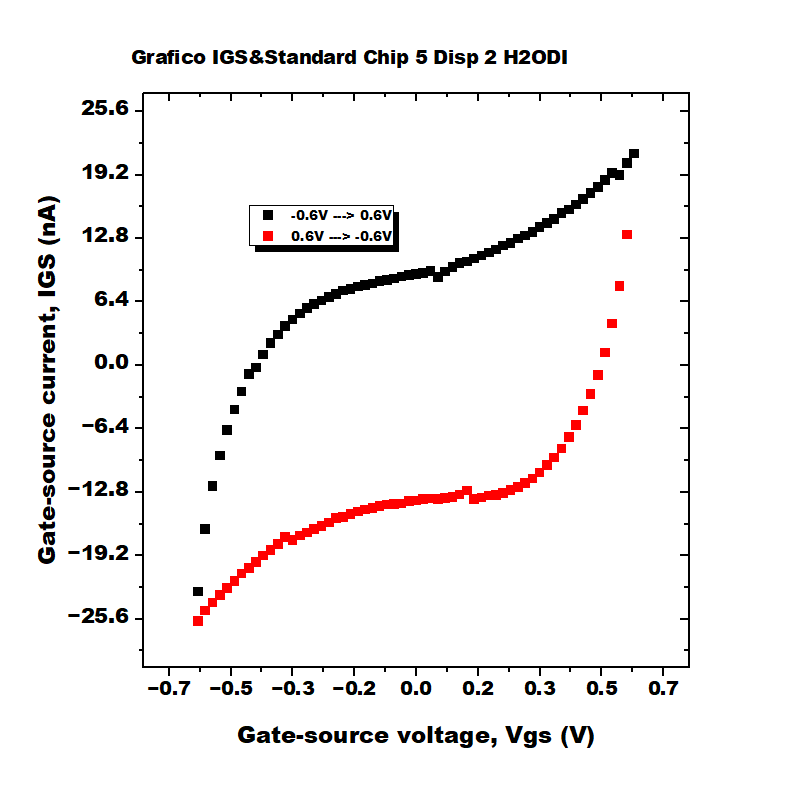 Grafico IGS&Standard Chip 5 Disp 2 H2ODI
25.6
19.2
12.8
6.4
0.0
−6.4
−12.8
−19.2
−25.6
Gate-source current, IGS (nA)
-0.6V ---> 0.6V
0.6V ---> -0.6V
−0.7 −0.5 −0.3 −0.2 0.0 0.2 0.3 0.5 0.7
Gate-source voltage, Vgs (V)